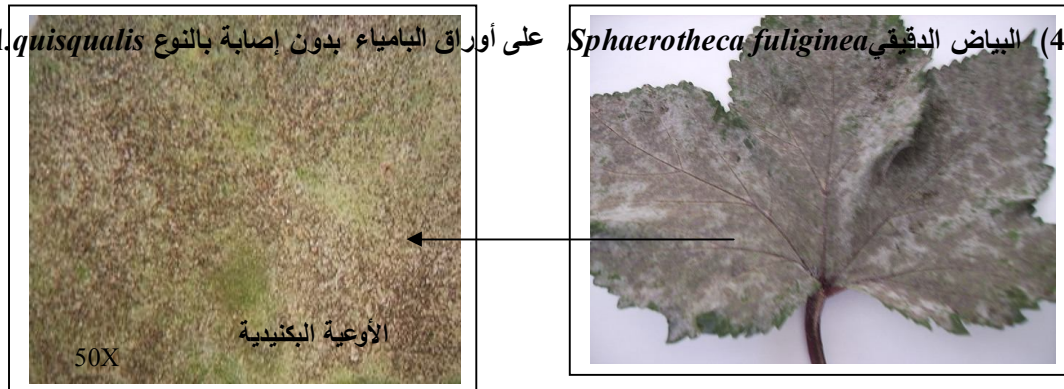 4) البياض الدقيقي Sphaerotheca fuliginea على أوراق البامياء بدون إصابة بالنوع .quisqualis
الأوعية البكنيدية
50X